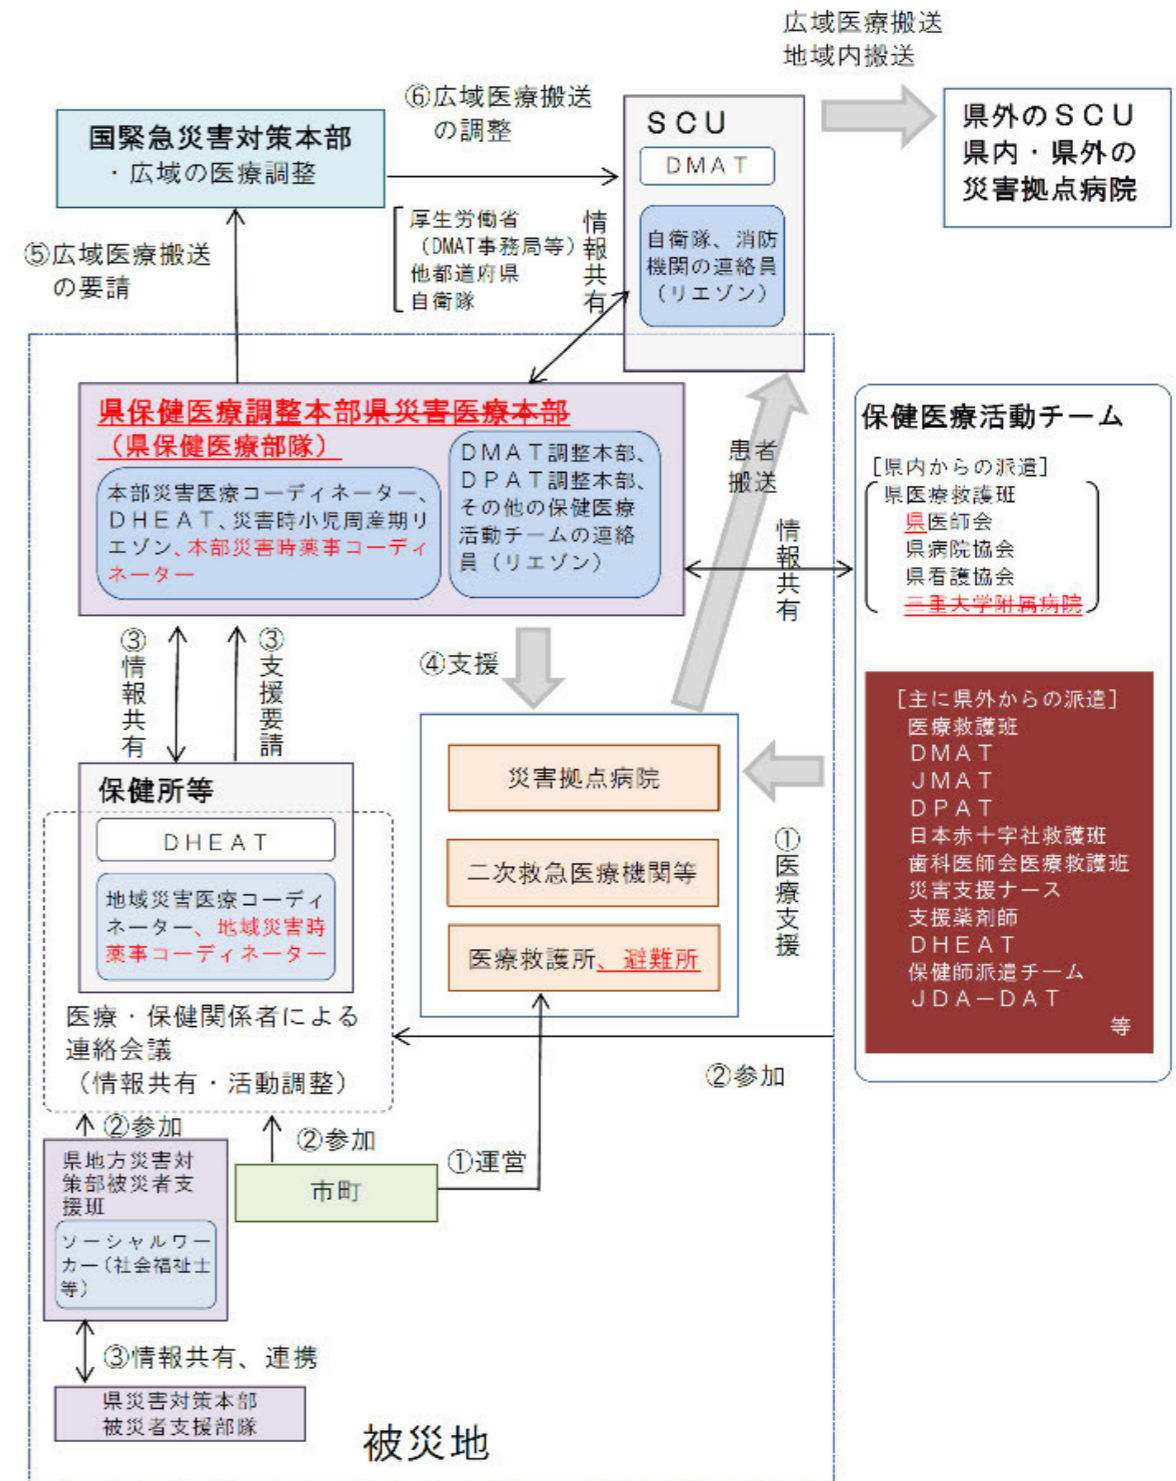 広域医療搬送
地域内搬送
⑥広域医療搬送
の調整
国緊急災害対策本部
・広域の医療調整
SCU
DMAT
自衛隊、消防
機関の連絡員
(リエゾン)
県外のSCU
県内・県外の
災害拠点病院
厚生労働省
(DMAT事務局等)
他都道府県
自衛隊
情報共有
⑤広域医療搬送
の要請
県保健医療調整本部県災害医療本部
(県保健医療部隊)
本部災害医療コーディネーター、
DHEAT、災害時小児周産期リ
エゾン、本部災害時薬事コーディ
ネーター
DMAT調整本部、
DPAT調整本部、
その他の保健医療
活動チームの連絡
員(リエゾン)
患者
搬送
情報共有
保健医療活動チーム
[県内からの派遣]
県医療救護班
県医師会
県病院協会
県看護協会
三重大学附属病院
[主に県外からの派遣]
医療救護班
DMAT
JMAT
DPAT
日本赤十字社救護班
歯科医師会医療救護班
災害支援ナース
支援薬剤師
DHEAT
保健師派遣チーム
JDA-DAT
等
③情報共有
③支援要請
④支援
災害拠点病院
二次救急医療機関等
医療救護所、避難所
①医療支援
保健所等
DHEAT
地域災害医療コーディ
ネーター、地域災害時
薬事コーディネーター
医療・保健関係者による
連絡会議
(情報共有・活動調整)
②参加
②参加
②参加
①運営
県地方災害対
策部被災者支
援班
ソーシャルワー
カー(社会福祉士
等)
市町
③情報共有、連携
県災害対策本部
被災者支援部隊
被災地